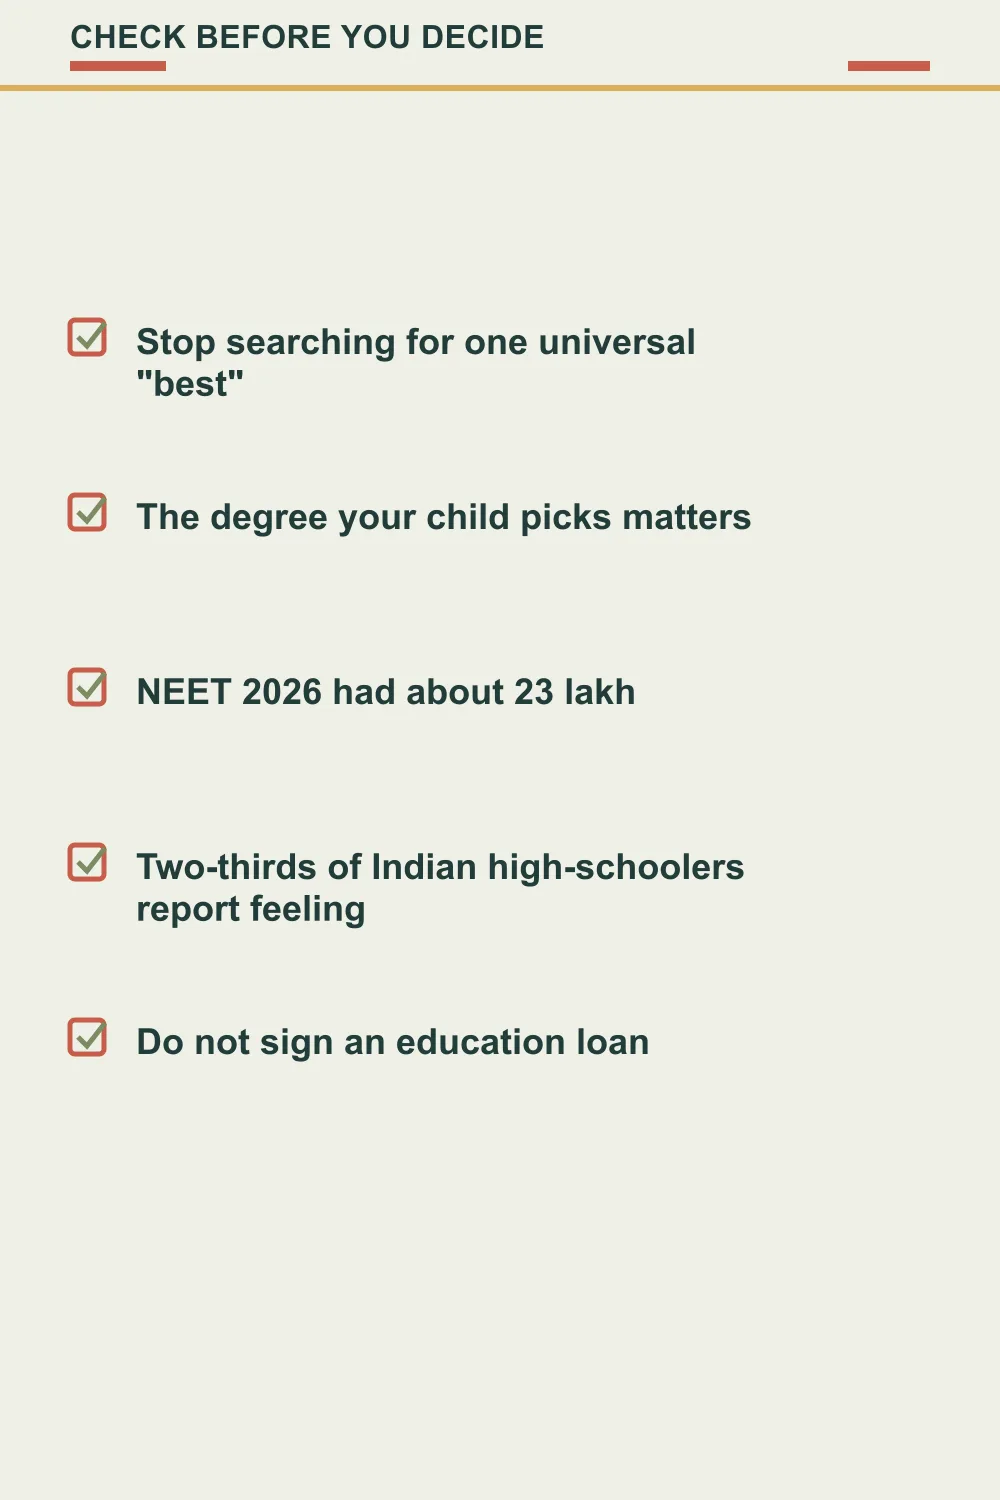 CHECK BEFORE YOU DECIDE
Stop searching for one universal
"best"
The degree your child picks matters
NEET 2026 had about 23 lakh
Two-thirds of Indian high-schoolers
report feeling
Do not sign an education loan